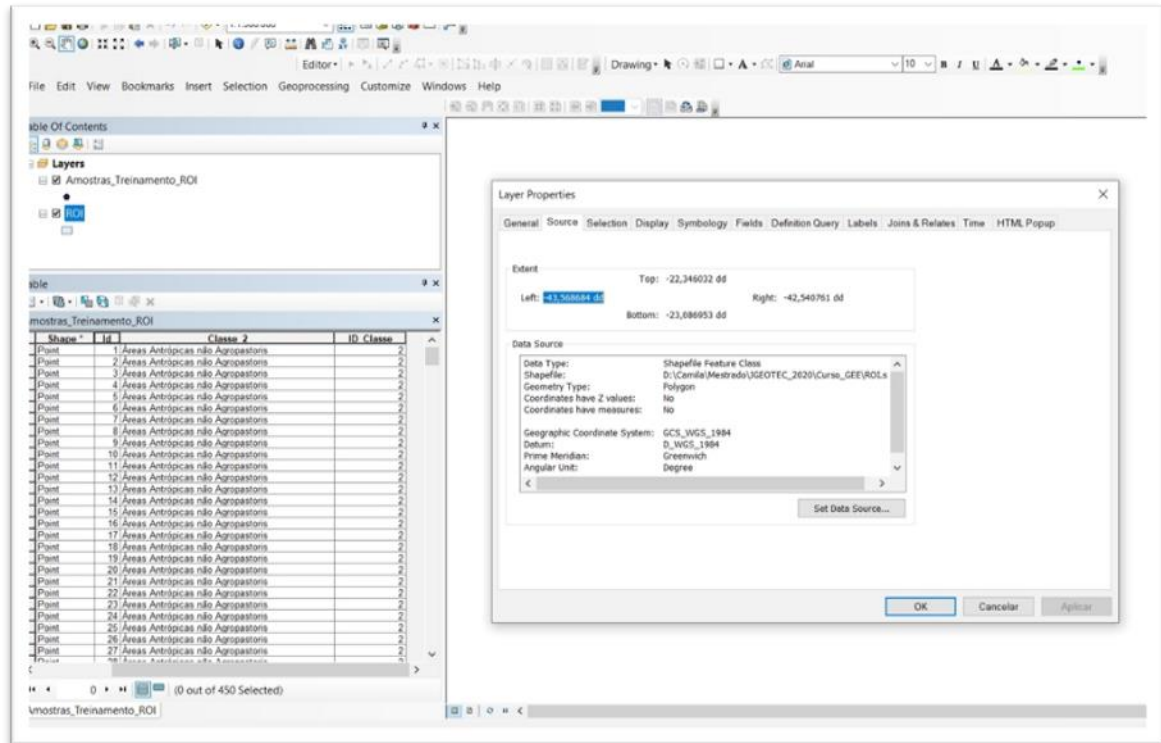 Editor Drawing Arial 10 B I U A
File Edit View Bookmarks Insert Selection Geoprocessing Customize Windows Help
able Of Contents
Layers
Amostras_Treinamento_ROI
ROI
able
mostras_Treinamento_ROI
Shape * Id Classe_2 ID_Classe
Point 1 Áreas Antrópicas não Agropastoris 2
Point 2 Áreas Antrópicas não Agropastoris 2
Point 3 Áreas Antrópicas não Agropastoris 2
Point 4 Áreas Antrópicas não Agropastoris 2
Point 5 Áreas Antrópicas não Agropastoris 2
Point 6 Áreas Antrópicas não Agropastoris 2
Point 7 Áreas Antrópicas não Agropastoris 2
Point 8 Áreas Antrópicas não Agropastoris 2
Point 9 Áreas Antrópicas não Agropastoris 2
Point 10 Áreas Antrópicas não Agropastoris 2
Point 11 Áreas Antrópicas não Agropastoris 2
Point 12 Áreas Antrópicas não Agropastoris 2
Point 13 Áreas Antrópicas não Agropastoris 2
Point 14 Áreas Antrópicas não Agropastoris 2
Point 15 Áreas Antrópicas não Agropastoris 2
Point 16 Áreas Antrópicas não Agropastoris 2
Point 17 Áreas Antrópicas não Agropastoris 2
Point 18 Áreas Antrópicas não Agropastoris 2
Point 19 Áreas Antrópicas não Agropastoris 2
Point 20 Áreas Antrópicas não Agropastoris 2
Point 21 Áreas Antrópicas não Agropastoris 2
Point 22 Áreas Antrópicas não Agropastoris 2
Point 23 Áreas Antrópicas não Agropastoris 2
Point 24 Áreas Antrópicas não Agropastoris 2
Point 25 Áreas Antrópicas não Agropastoris 2
Point 26 Áreas Antrópicas não Agropastoris 2
Point 27 Áreas Antrópicas não Agropastoris 2
0 (0 out of 450 Selected)
Amostras_Treinamento_ROI
Layer Properties
General Source Selection Display Symbology Fields Definition Query Labels Joins & Relates Time HTML Popup
Extent
Top: -22,346032 dd
Left: -43,568684 dd Right: -42,540761 dd
Bottom: -23,086953 dd
Data Source
Data Type: Shapefile Feature Class
Shapefile: D:\Camila\Mestrado\JGEOTEC_2020\Curso_GEE\ROI.s
Geometry Type: Polygon
Coordinates have Z values: No
Coordinates have measures: No
Geographic Coordinate System: GCS_WGS_1984
Datum: D_WGS_1984
Prime Meridian: Greenwich
Angular Unit: Degree
Set Data Source...
OK Cancelar Aplicar